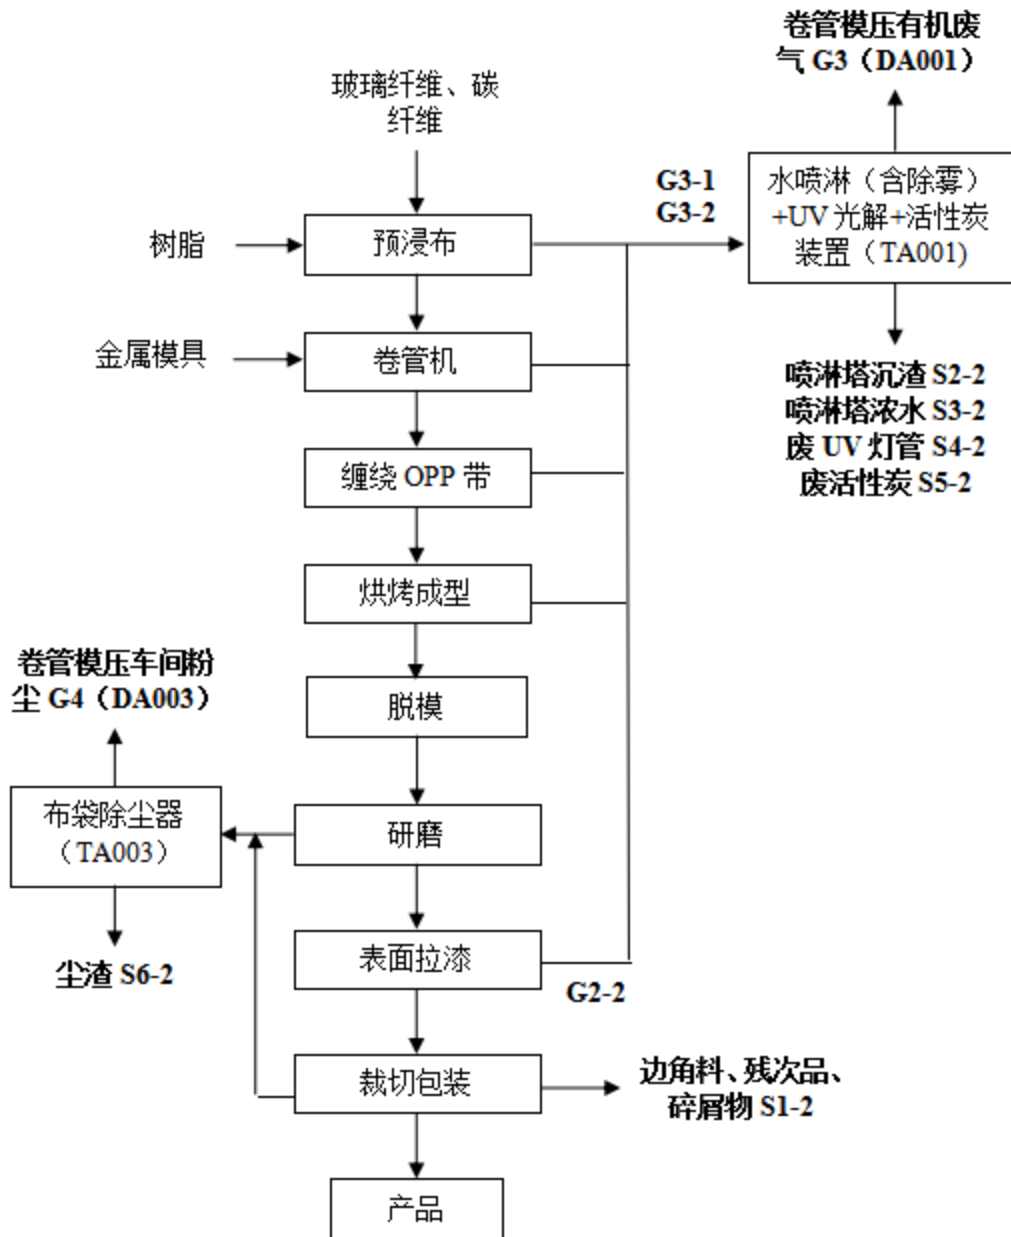 卷管模压有机废
气 G3（DA001）
玻璃纤维、碳
纤维
G3-1
G3-2
水喷淋（含除雾）
+UV 光解+活性炭
装置（TA001)
树脂
预浸布
金属模具
卷管机
喷淋塔沉渣 S2-2
喷淋塔浓水 S3-2
废 UV 灯管 S4-2
废活性炭 S5-2
缠绕 OPP 带
烘烤成型
卷管模压车间粉
尘 G4（DA003）
脱模
布袋除尘器
（TA003）
研磨
表面拉漆
尘渣 S6-2
G2-2
裁切包装
边角料、残次品、
碎屑物 S1-2
产品